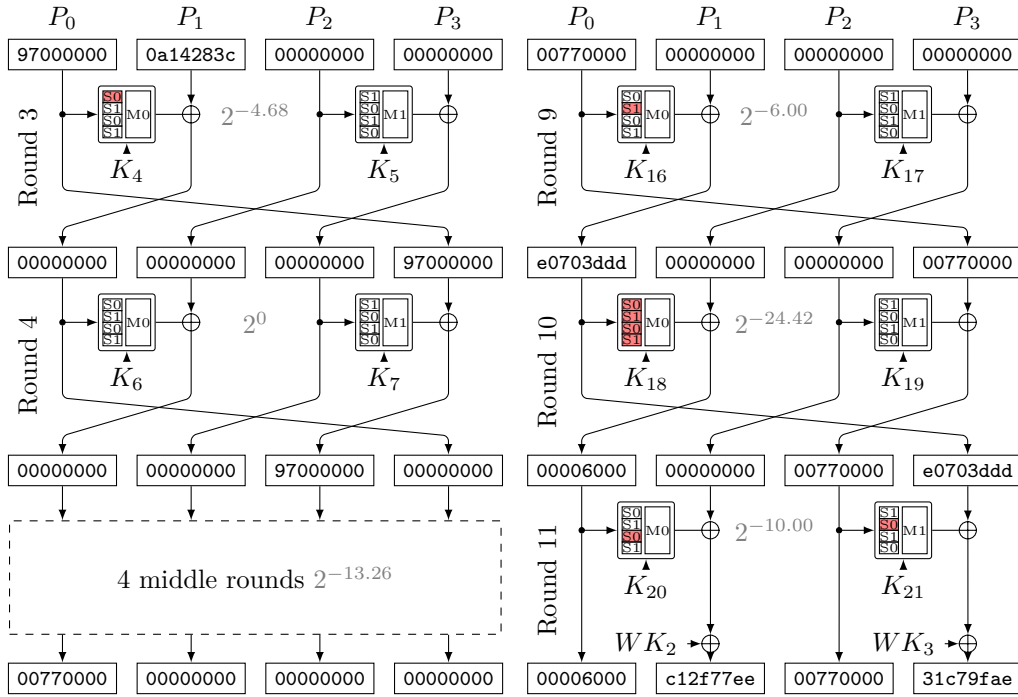 P0 P1 P2 P3
97000000 0a14283c 00000000 00000000
Round 3
S0 S1 S0 S1 M0
2^−4.68
S1 S0 S1 S0 M1
K4 K5
00000000 00000000 00000000 97000000
Round 4
S0 S1 S0 S1 M0
2^0
S1 S0 S1 S0 M1
K6 K7
00000000 00000000 97000000 00000000
4 middle rounds 2^−13.26
00770000 00000000 00000000 00000000
P0 P1 P2 P3
00770000 00000000 00000000 00000000
Round 9
S0 S1 S0 S1 M0
2^−6.00
S1 S0 S1 S0 M1
K16 K17
e0703ddd 00000000 00000000 00770000
Round 10
S0 S1 S0 S1 M0
2^−24.42
S1 S0 S1 S0 M1
K18 K19
00006000 00000000 00770000 e0703ddd
Round 11
S0 S1 S0 S1 M0
2^−10.00
S1 S0 S1 S0 M1
K20 K21
WK2 WK3
00006000 c12f77ee 00770000 31c79fae